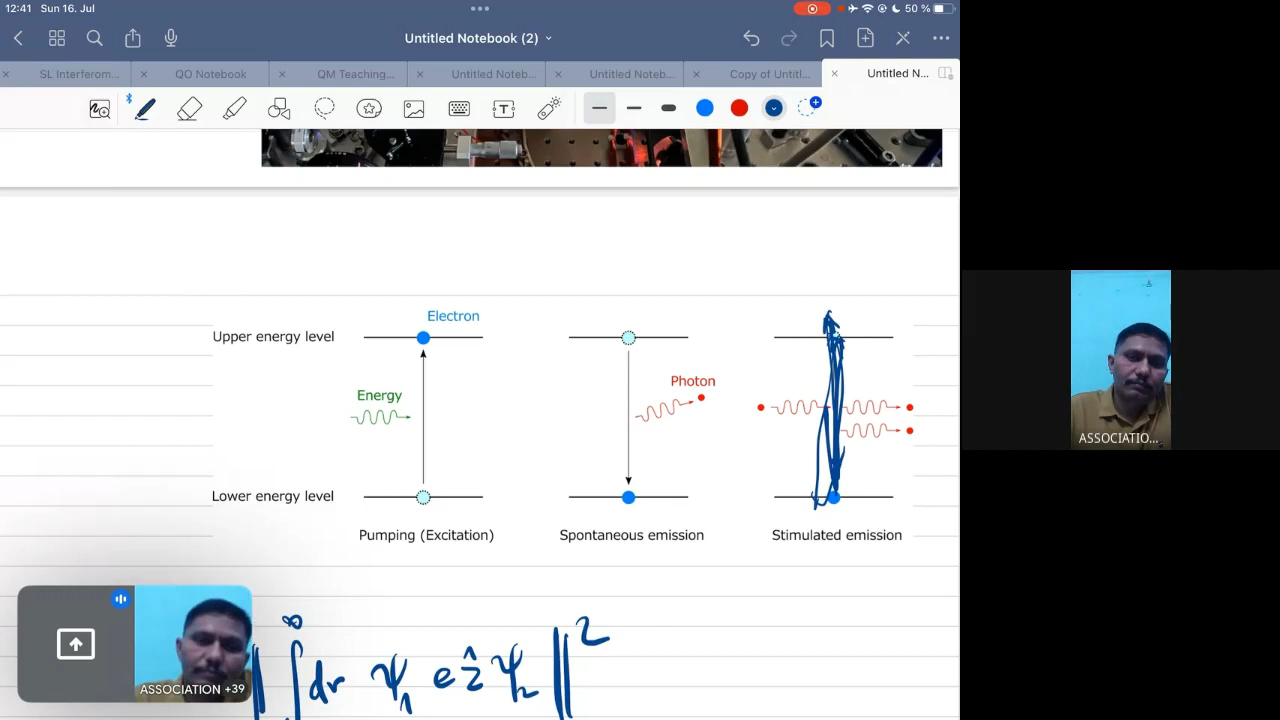 12:41 Sun 16. Jul
50 %
Untitled Notebook (2)
SL Interferom...
QO Notebook
QM Teaching...
Untitled Noteb...
Untitled Noteb...
Copy of Untitl...
Untitled N...
Electron
Upper energy level
Photon
Energy
Lower energy level
Pumping (Excitation)
Spontaneous emission
Stimulated emission
ASSOCIATIO...
ASSOCIATION +39
‖ ∫ ∞ dr ψ₁ e ẑ ψ₂ ‖ 2